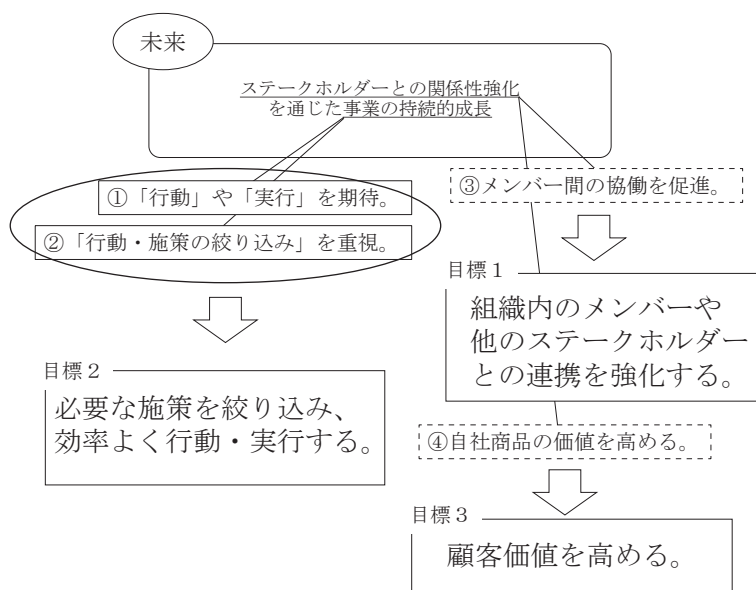 未来
ステークホルダーとの関係性強化
を通じた事業の持続的成長
①「行動」や「実行」を期待。
②「行動・施策の絞り込み」を重視。
③メンバー間の協働を促進。
目標1
組織内のメンバーや
他のステークホルダー
との連携を強化する。
目標2
必要な施策を絞り込み、
効率よく行動・実行する。
④自社商品の価値を高める。
目標3
顧客価値を高める。